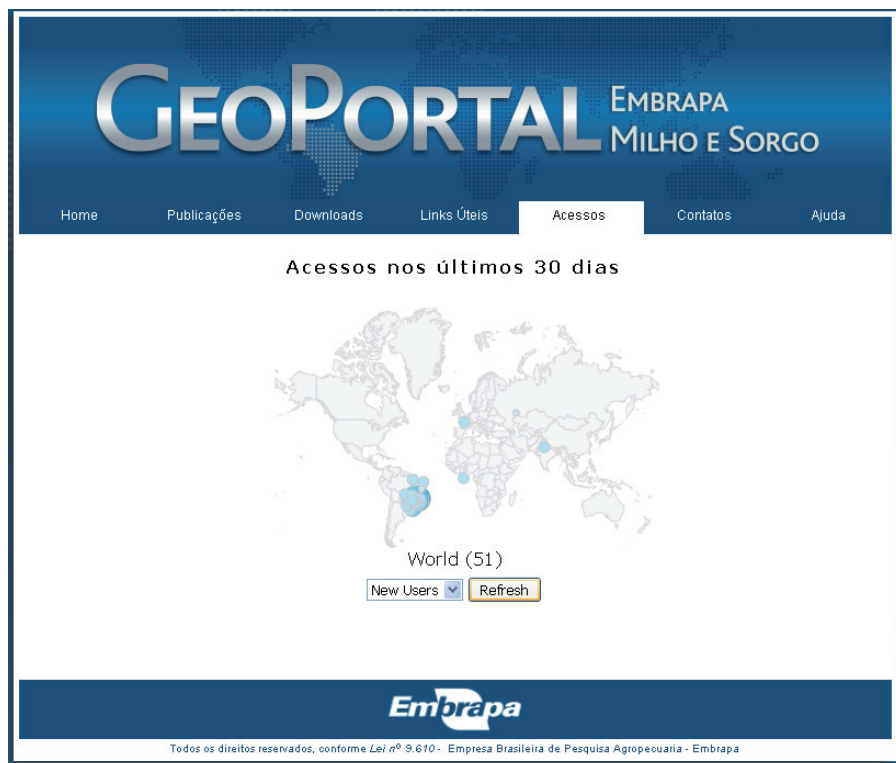 GEOPORTAL EMBRAPA
MILHO E SORGO
Home Publicações Downloads Links Úteis Acessos Contatos Ajuda
Acessos nos últimos 30 dias
World (51)
New Users Refresh
Embrapa
Todos os direitos reservados, conforme Lei nº 9.610 - Empresa Brasileira de Pesquisa Agropecuaria - Embrapa